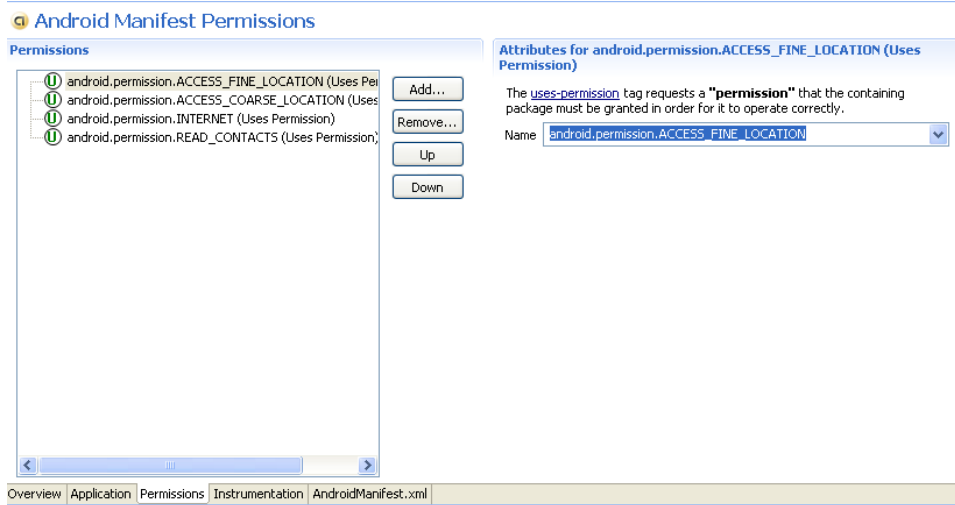 Android Manifest Permissions
Permissions
android.permission.ACCESS_FINE_LOCATION (Uses Per
android.permission.ACCESS_COARSE_LOCATION (Uses
android.permission.INTERNET (Uses Permission)
android.permission.READ_CONTACTS (Uses Permission)
Add...
Remove...
Up
Down
Attributes for android.permission.ACCESS_FINE_LOCATION (Uses
Permission)
The uses-permission tag requests a "permission" that the containing
package must be granted in order for it to operate correctly.
Name android.permission.ACCESS_FINE_LOCATION
Overview Application Permissions Instrumentation AndroidManifest.xml